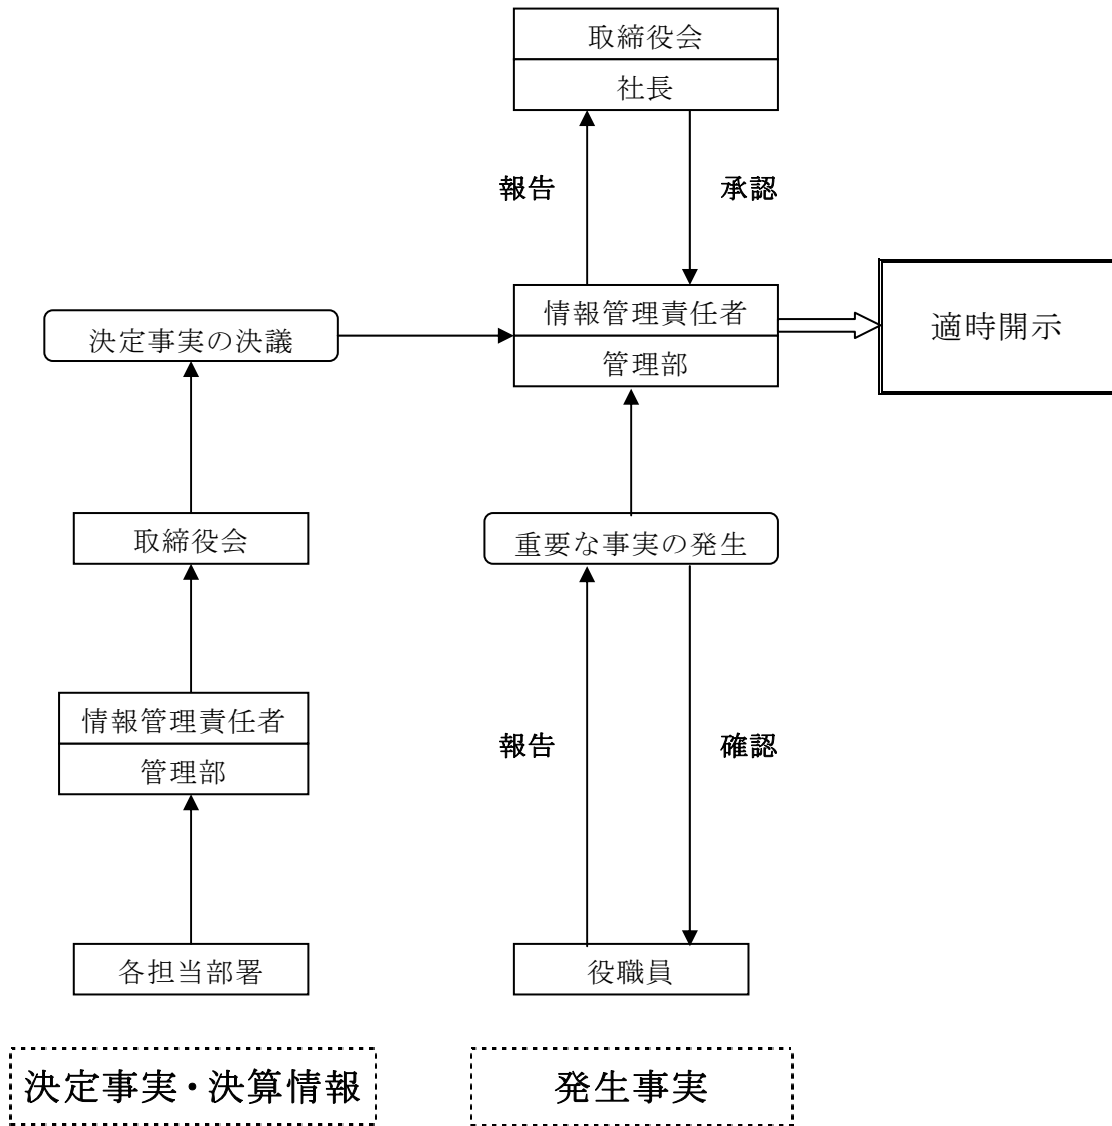 取締役会
社長
報告
承認
情報管理責任者
管理部
適時開示
決定事実の決議
取締役会
重要な事実の発生
情報管理責任者
管理部
報告
確認
各担当部署
役職員
決定事実・決算情報
発生事実